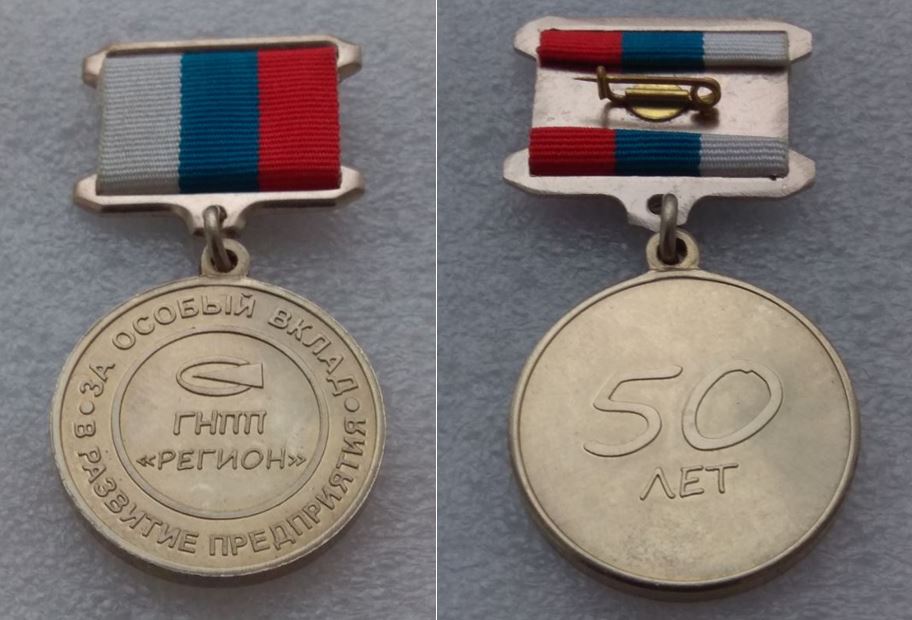 ЗА ОСОБЫЙ ВКЛАД
В РАЗВИТИЕ ПРЕДПРИЯТИЯ
ГНПП
«РЕГИОН»
50
ЛЕТ